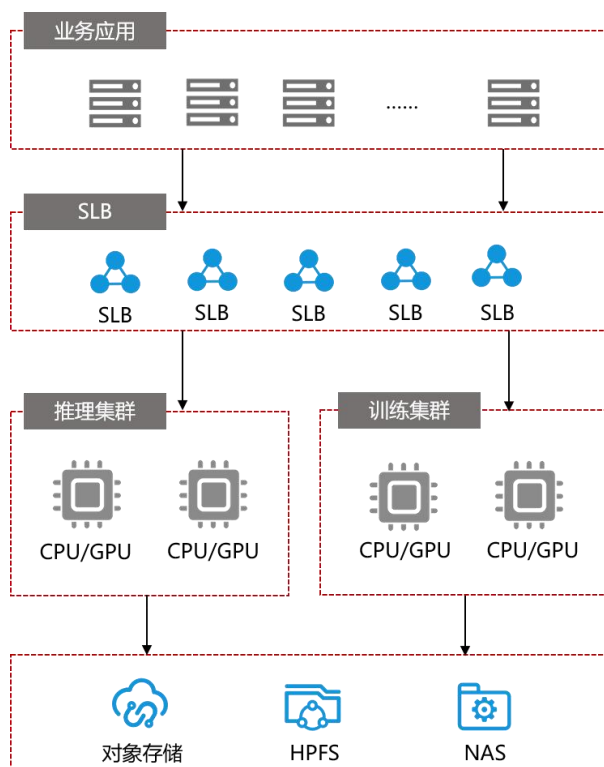 业务应用
......
SLB
SLB SLB SLB SLB SLB
推理集群 训练集群
CPU/GPU CPU/GPU CPU/GPU CPU/GPU
对象存储 HPFS NAS